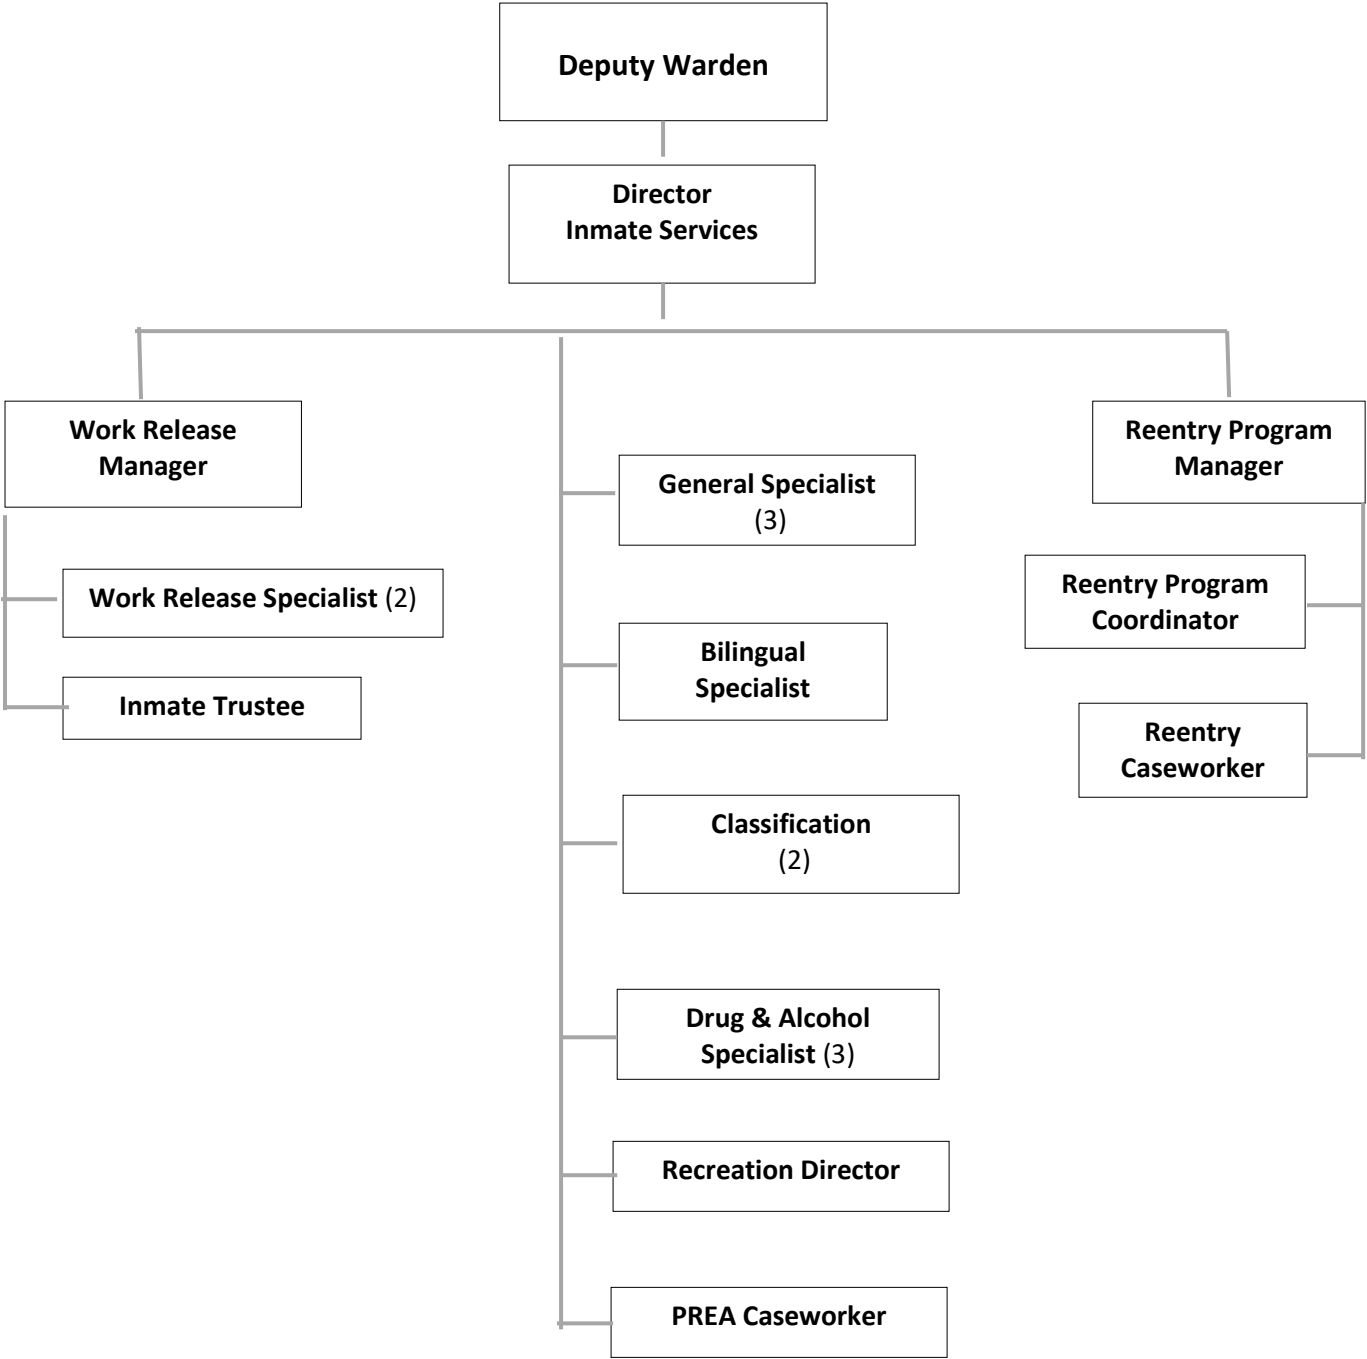 Deputy Warden
Director
Inmate Services
Work Release
Manager
Work Release Specialist (2)
Inmate Trustee
General Specialist
(3)
Bilingual
Specialist
Classification
(2)
Drug & Alcohol
Specialist (3)
Recreation Director
PREA Caseworker
Reentry Program
Manager
Reentry Program
Coordinator
Reentry
Caseworker